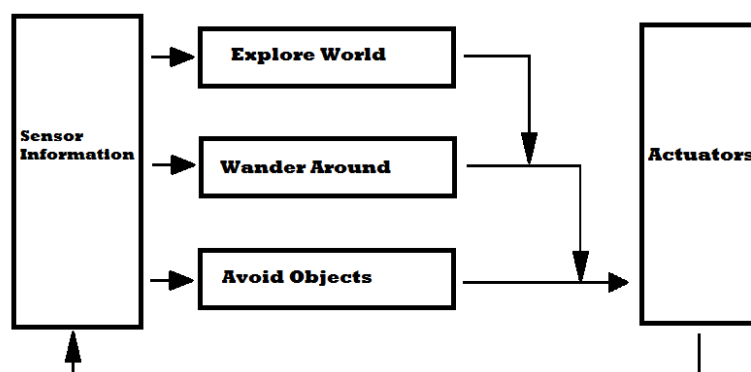 Explore World
Sensor
Information
Wander Around
Actuators
Avoid Objects